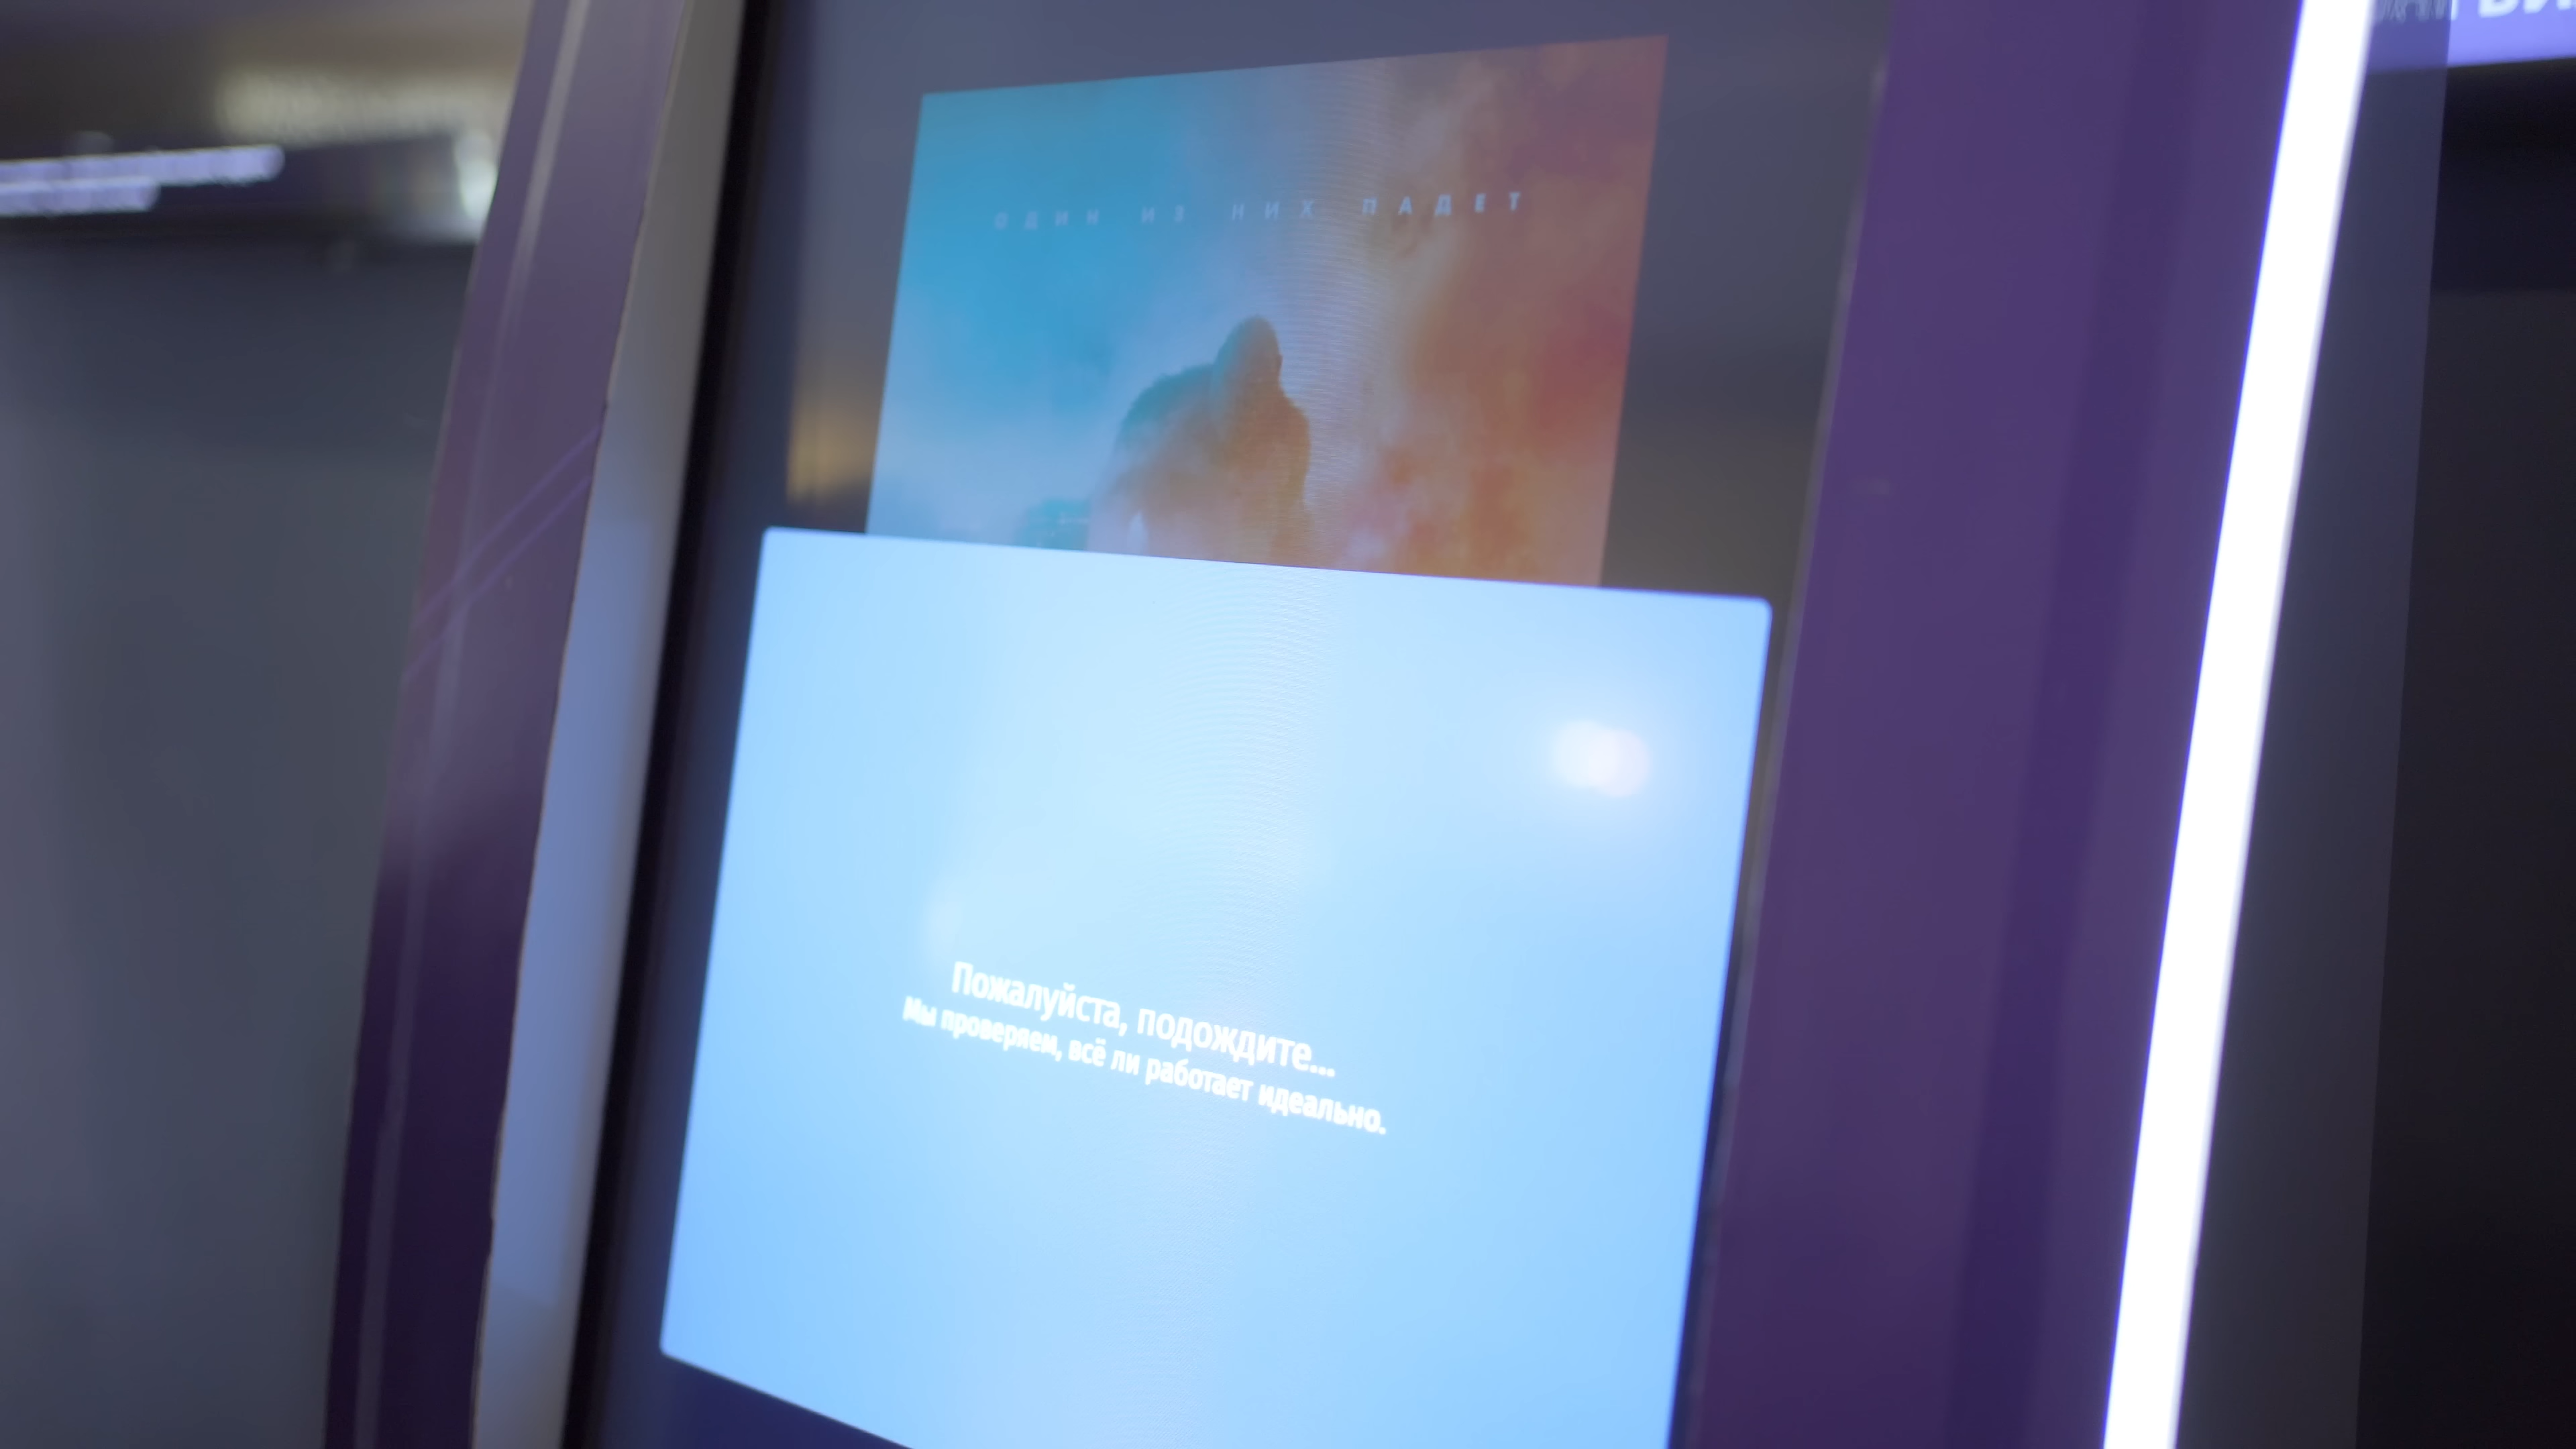 ОДИН ИЗ НИХ ПАДЕТ
Пожалуйста, подождите...
Мы проверяем, всё ли работает идеально.